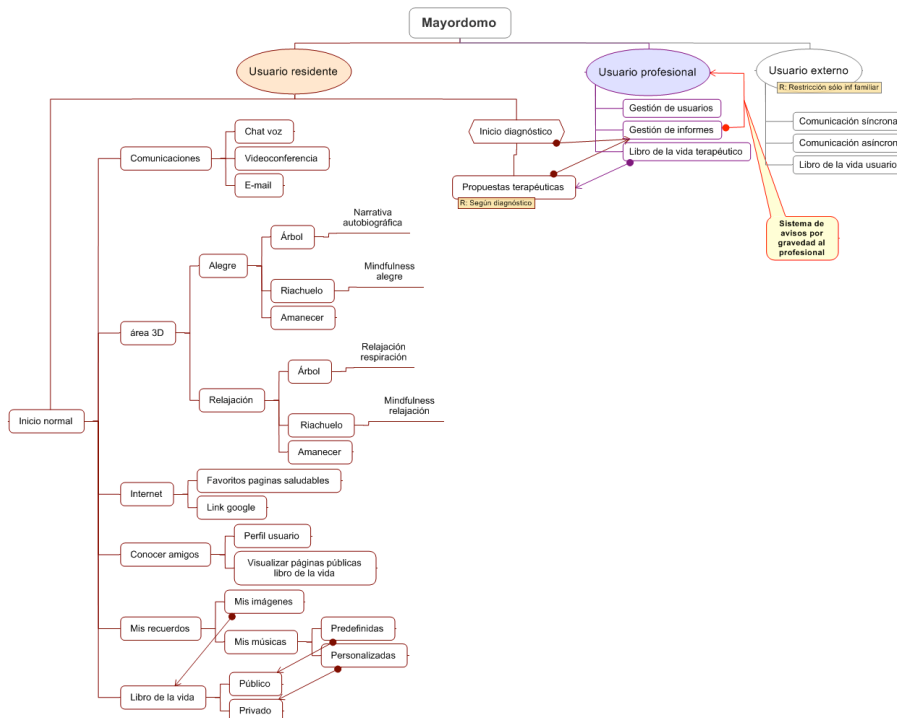 Mayordomo
Usuario residente
Usuario profesional
Usuario externo
R: Restricción sólo inf familiar
Gestión de usuarios
Gestión de informes
Libro de la vida terapéutico
Comunicación síncrona
Comunicación asíncrona
Libro de la vida usuario
Inicio diagnóstico
Propuestas terapéuticas
R: Según diagnóstico
Sistema de
avisos por
gravedad al
profesional
Inicio normal
Comunicaciones
Chat voz
Videoconferencia
E-mail
área 3D
Alegre
Árbol
Narrativa
autobiográfica
Riachuelo
Mindfulness
alegre
Amanecer
Relajación
Árbol
Relajación
respiración
Riachuelo
Mindfulness
relajación
Amanecer
Internet
Favoritos paginas saludables
Link google
Conocer amigos
Perfil usuario
Visualizar páginas públicas
libro de la vida
Mis recuerdos
Mis imágenes
Mis músicas
Predefinidas
Personalizadas
Libro de la vida
Público
Privado